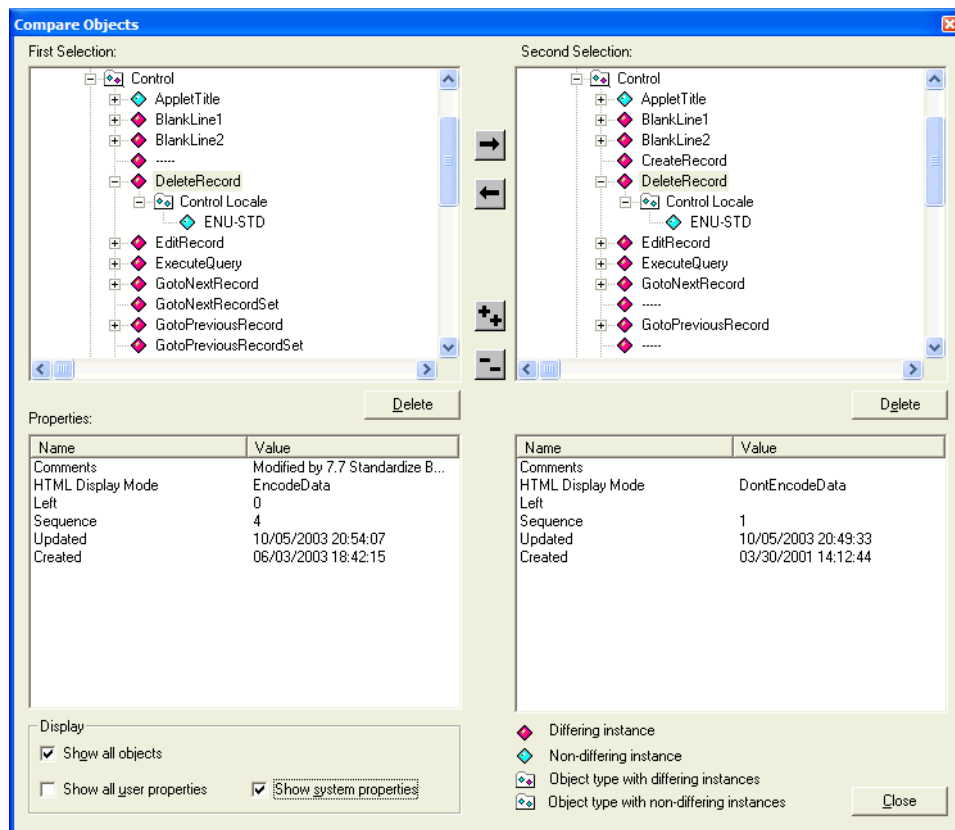 Compare Objects
First Selection:
Second Selection:
Control
AppletTitle
BlankLine1
BlankLine2
-----
DeleteRecord
Control Locale
ENU-STD
EditRecord
ExecuteQuery
GotoNextRecord
GotoNextRecordSet
GotoPreviousRecord
GotoPreviousRecordSet
Control
AppletTitle
BlankLine1
BlankLine2
CreateRecord
DeleteRecord
Control Locale
ENU-STD
EditRecord
ExecuteQuery
GotoNextRecord
-----
GotoPreviousRecord
-----
Delete
Delete
Properties:
Name Value
Comments Modified by 7.7 Standardize B...
HTML Display Mode EncodeData
Left 0
Sequence 4
Updated 10/05/2003 20:54:07
Created 06/03/2003 18:42:15
Name Value
Comments
HTML Display Mode DontEncodeData
Left
Sequence 1
Updated 10/05/2003 20:49:33
Created 03/30/2001 14:12:44
Display
Show all objects
Show all user properties Show system properties
Differing instance
Non-differing instance
Object type with differing instances
Object type with non-differing instances
Close